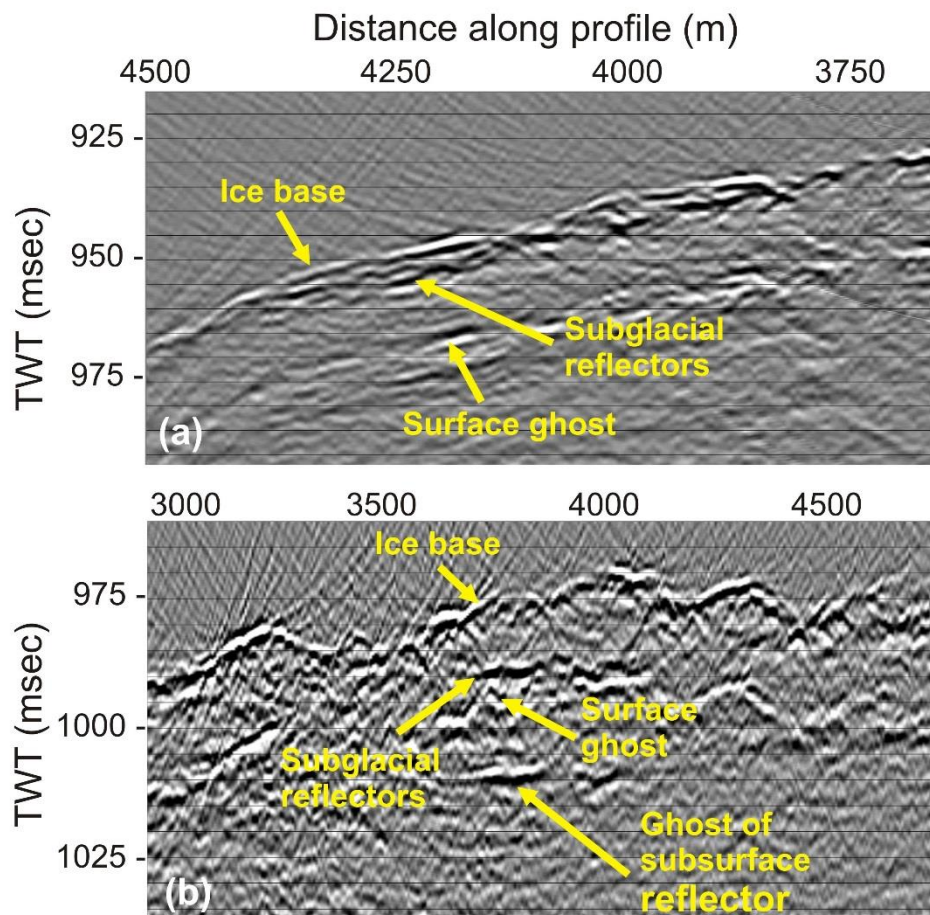 Distance along profile (m)
4500 4250 4000 3750
TWT (msec)
925 -
950 -
975 -
Ice base
Subglacial
reflectors
Surface ghost
(a)
3000 3500 4000 4500
TWT (msec)
975 -
1000 -
1025 -
Ice base
Surface
ghost
Subglacial
reflectors
Ghost of
subsurface
reflector
(b)